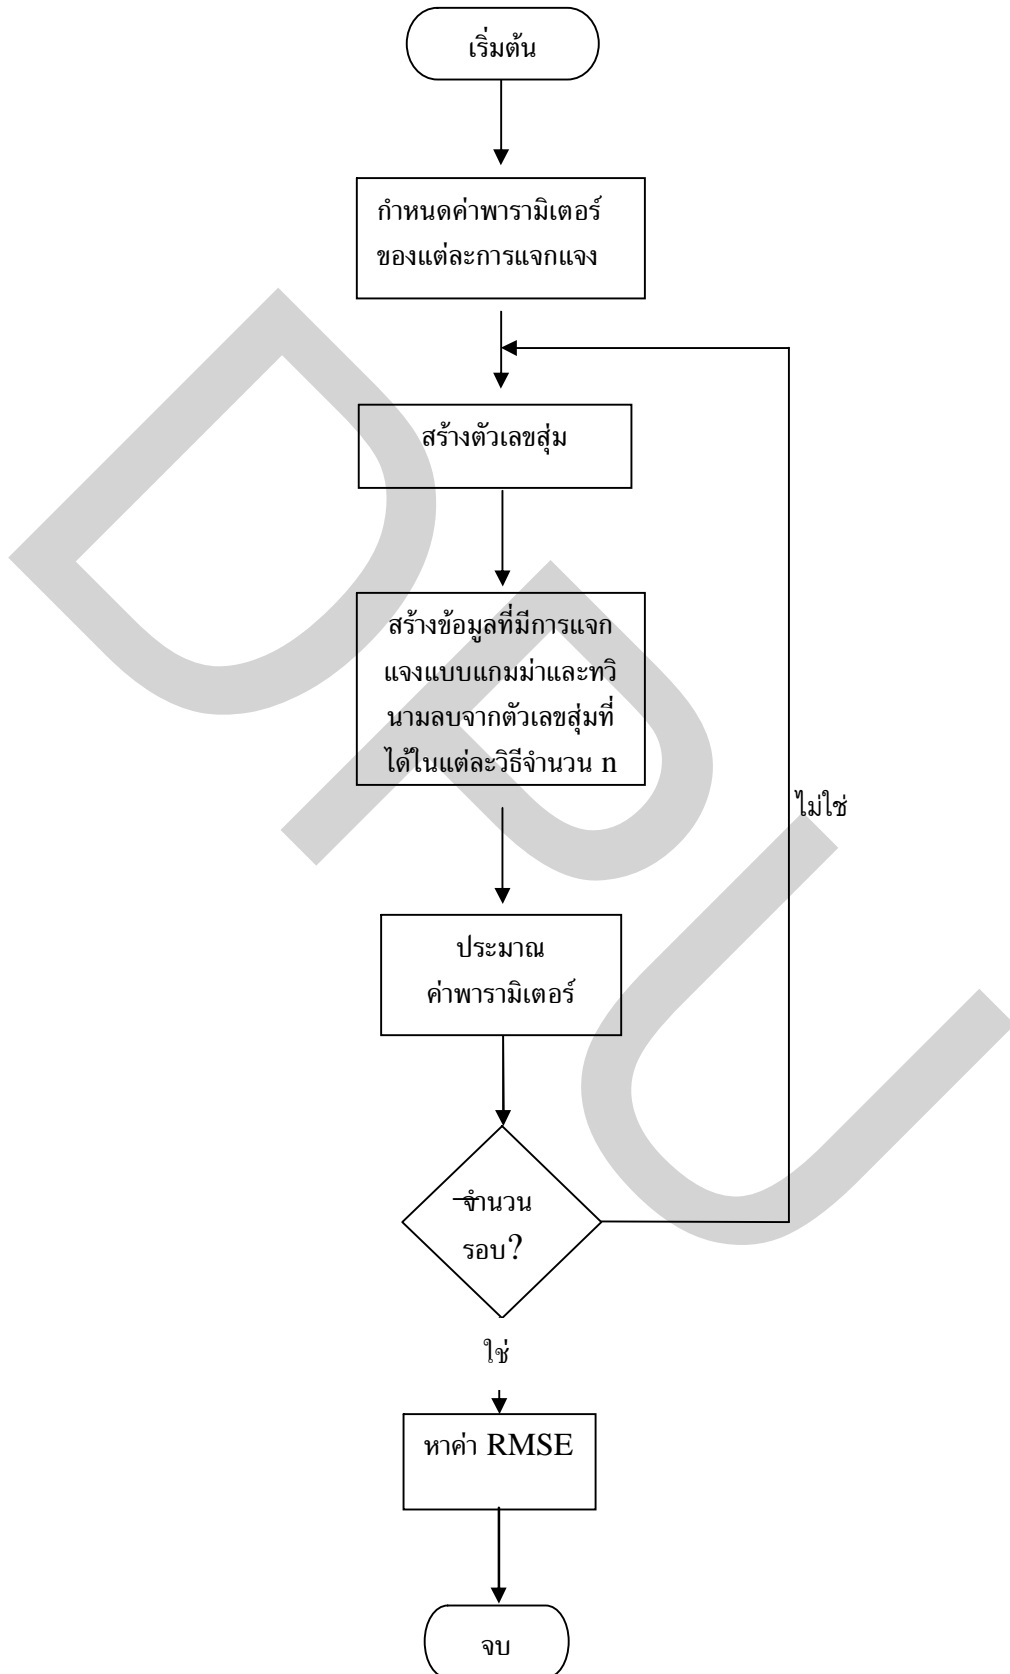 เริ่มต้น
กำหนดค่าพารามิเตอร์
ของแต่ละการแจกแจง
สร้างตัวเลขสุ่ม
สร้างข้อมูลที่มีการแจก
แจงแบบแกมม่าและทวิ
นามลบจากตัวเลขสุ่มที่
ได้ในแต่ละวิธีจำนวน n
ไม่ใช่
ประมาณ
ค่าพารามิเตอร์
จำนวน
รอบ?
ใช่
หาค่า RMSE
จบ
DPU